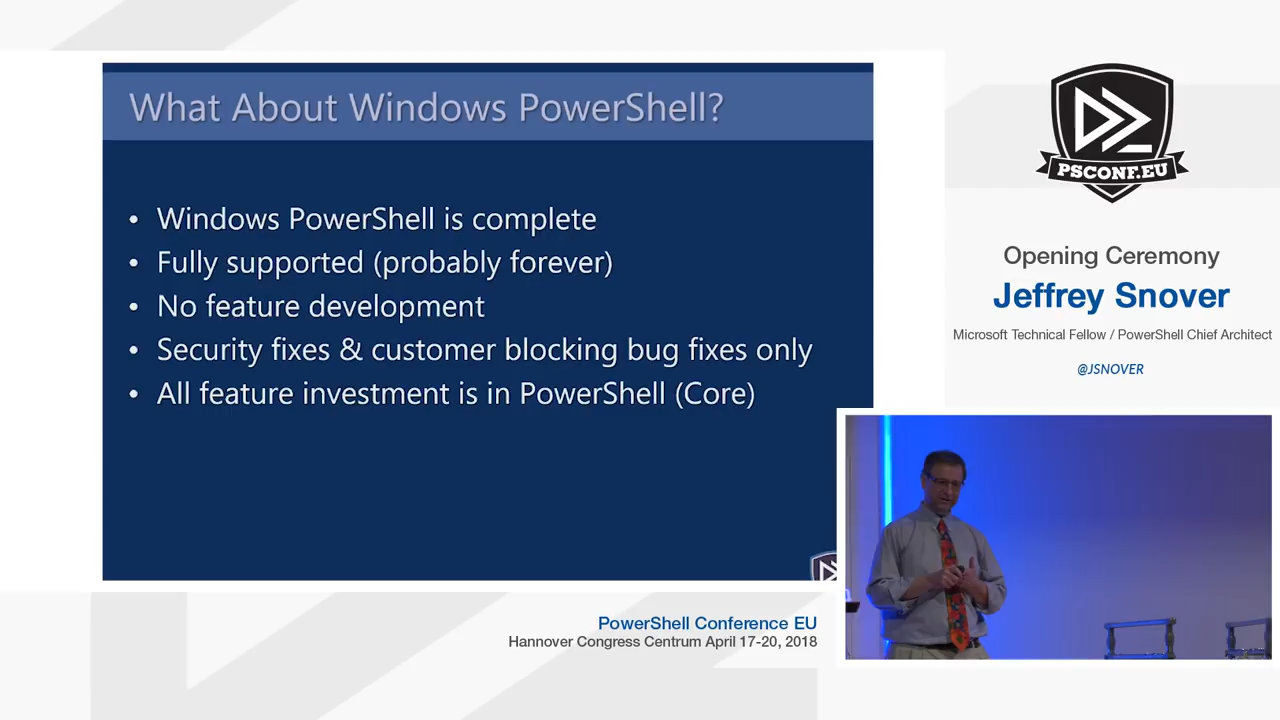 What About Windows PowerShell?
• Windows PowerShell is complete
• Fully supported (probably forever)
• No feature development
• Security fixes & customer blocking bug fixes only
• All feature investment is in PowerShell (Core)
PSCONF.EU
Opening Ceremony
Jeffrey Snover
Microsoft Technical Fellow / PowerShell Chief Architect
@JSNOVER
PowerShell Conference EU
Hannover Congress Centrum April 17-20, 2018